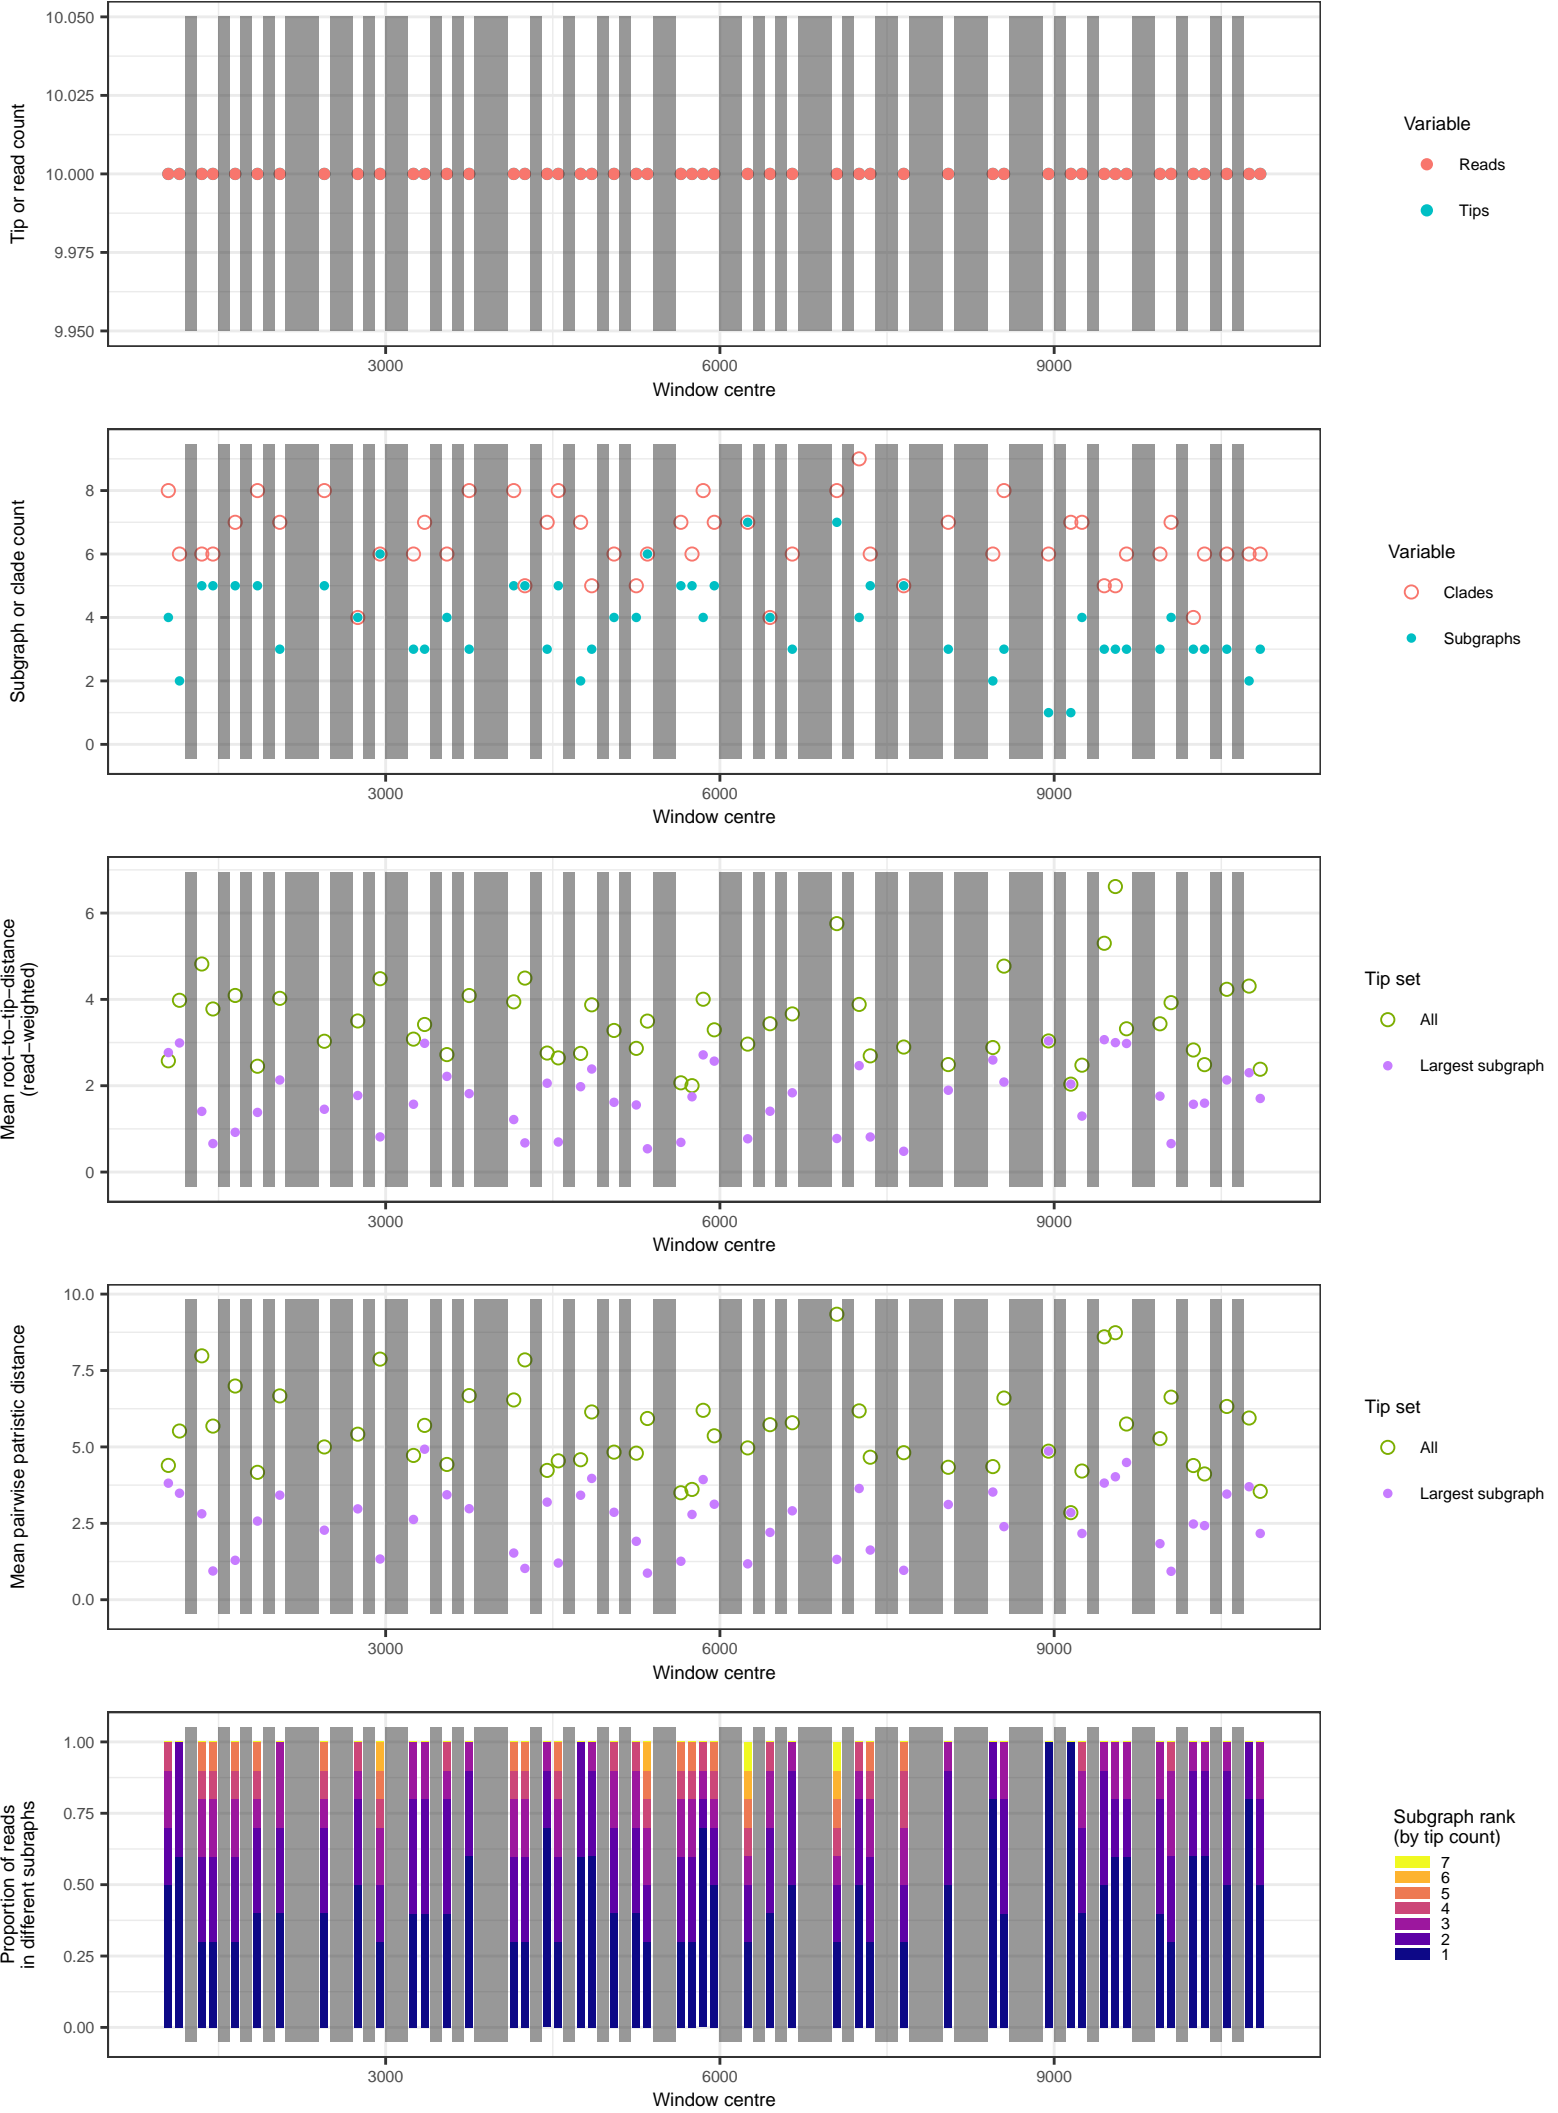 10.050
10.025
10.000
9.975
9.950
Tip or read count
3000
6000
9000
Window centre
Variable
Reads
Tips
8
6
4
2
0
Subgraph or clade count
3000
6000
9000
Window centre
Variable
Clades
Subgraphs
6
4
2
0
Mean root−to−tip−distance
(read−weighted)
3000
6000
9000
Window centre
Tip set
All
Largest subgraph
10.0
7.5
5.0
2.5
0.0
Mean pairwise patristic distance
3000
6000
9000
Window centre
Tip set
All
Largest subgraph
1.00
0.75
0.50
0.25
0.00
Proportion of reads
in different subraphs
3000
6000
9000
Window centre
Subgraph rank
(by tip count)
7
6
5
4
3
2
1